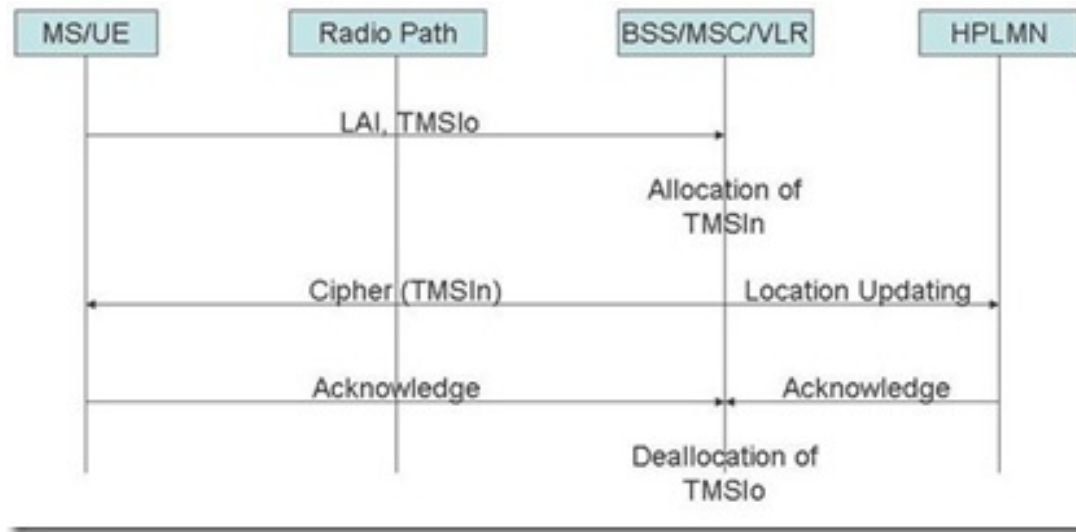 MS/UE
Radio Path
BSS/MSC/VLR
HPLMN
LAI, TMSIo
Allocation of
TMSIn
Cipher (TMSIn)
Location Updating
Acknowledge
Acknowledge
Deallocation of
TMSIo